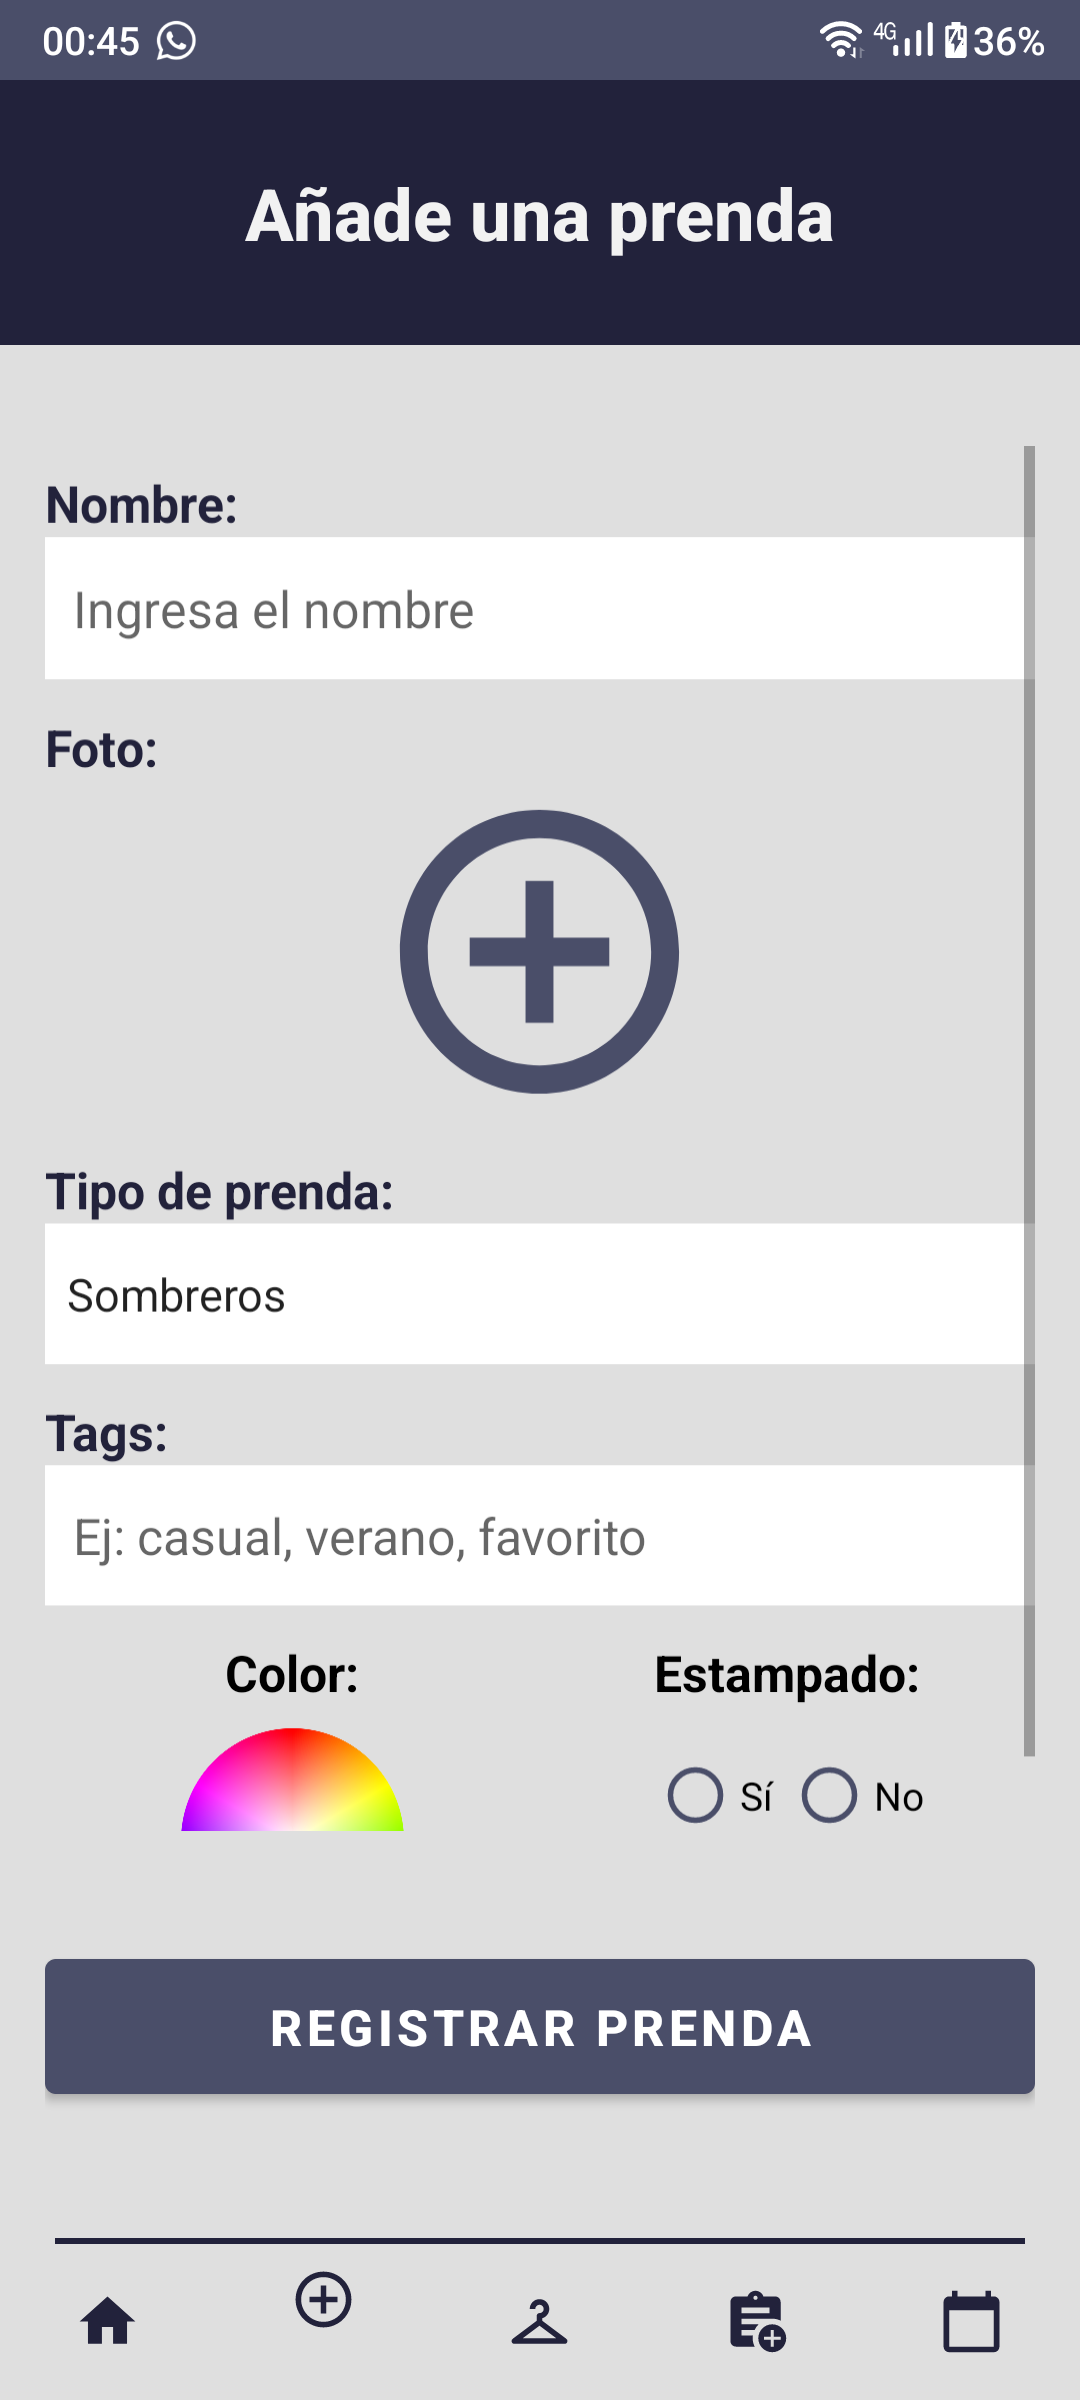 00:45 4G 36%
Añade una prenda
Nombre:
Ingresa el nombre
Foto:
Tipo de prenda:
Sombreros
Tags:
Ej: casual, verano, favorito
Color: Estampado:
Sí No
REGISTRAR PRENDA